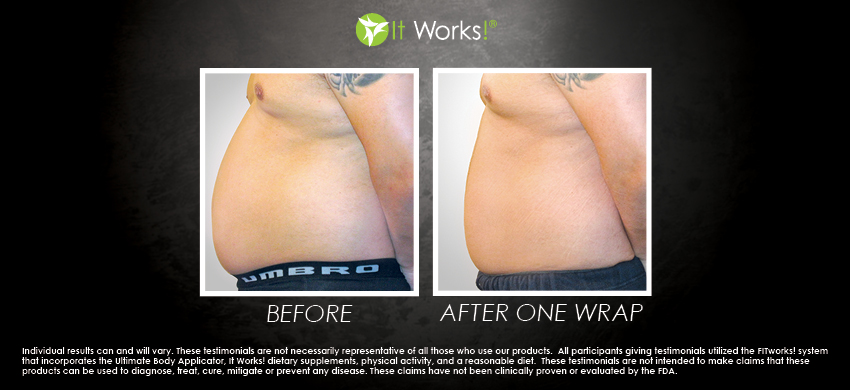 It Works!®
UMBRO
BEFORE
AFTER ONE WRAP
Individual results can and will vary. These testimonials are not necessarily representative of all those who use our products.  All participants giving testimonials utilized the FITworks! system
that incorporates the Ultimate Body Applicator, It Works! dietary supplements, physical activity, and a reasonable diet.  These testimonials are not intended to make claims that these
products can be used to diagnose, treat, cure, mitigate or prevent any disease. These claims have not been clinically proven or evaluated by the FDA.